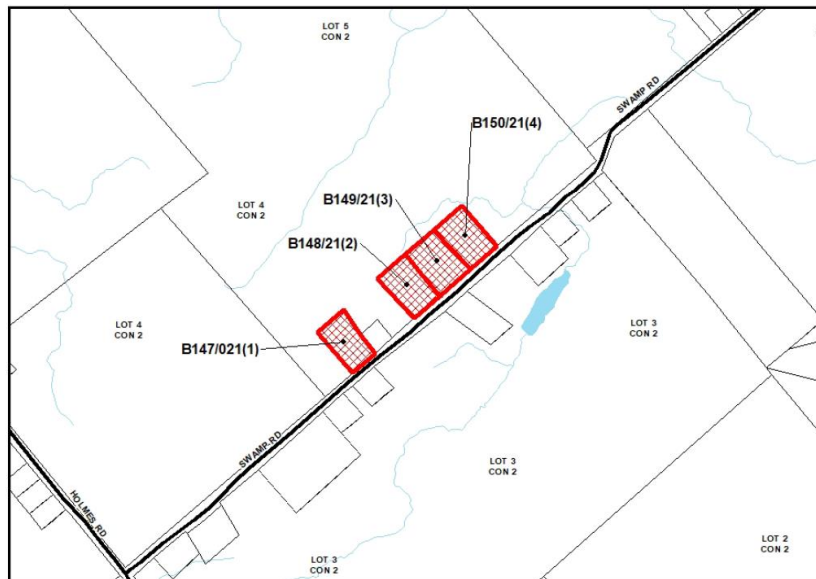 LOT 5
CON 2
SWAMP RD
B150/21(4)
B149/21(3)
LOT 4
CON 2
B148/21(2)
LOT 4
CON 2
LOT 3
CON 2
B147/021(1)
SWAMP RD
LOT 3
CON 2
HOLMES RD
LOT 2
CON 2
LOT 3
CON 2